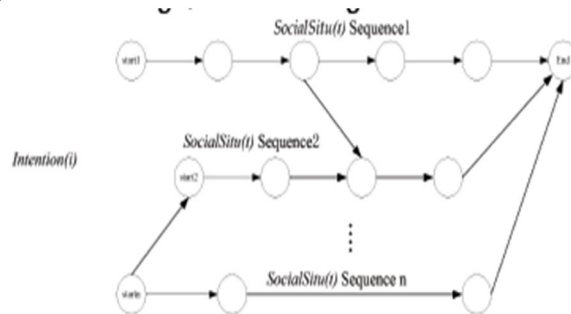 SocialSitu(t) Sequence1
start1
End
SocialSitu(t) Sequence2
Intention(i)
start2
SocialSitu(t) Sequence n
startn